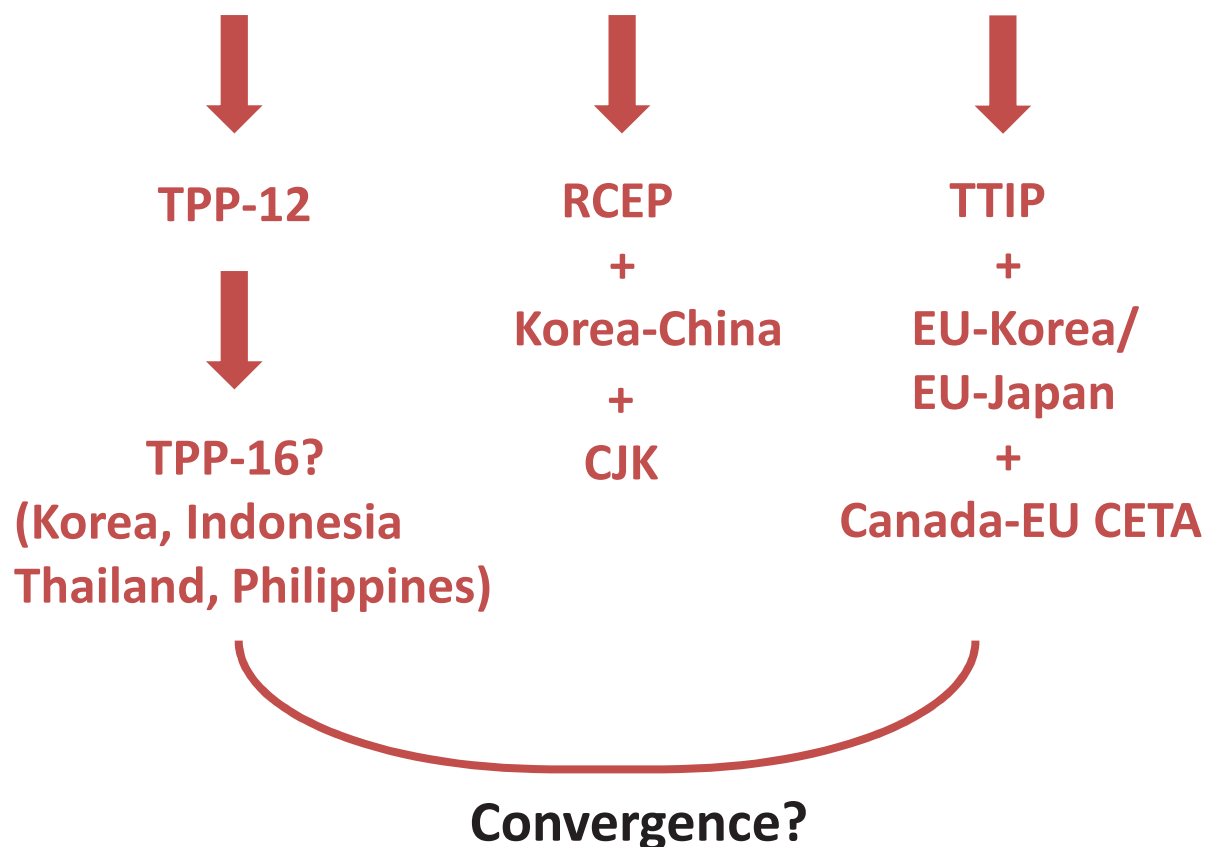 TPP-12
TPP-16?
(Korea, Indonesia
Thailand, Philippines)
RCEP
+
Korea-China
+
CJK
TTIP
+
EU-Korea/
EU-Japan
+
Canada-EU CETA
Convergence?